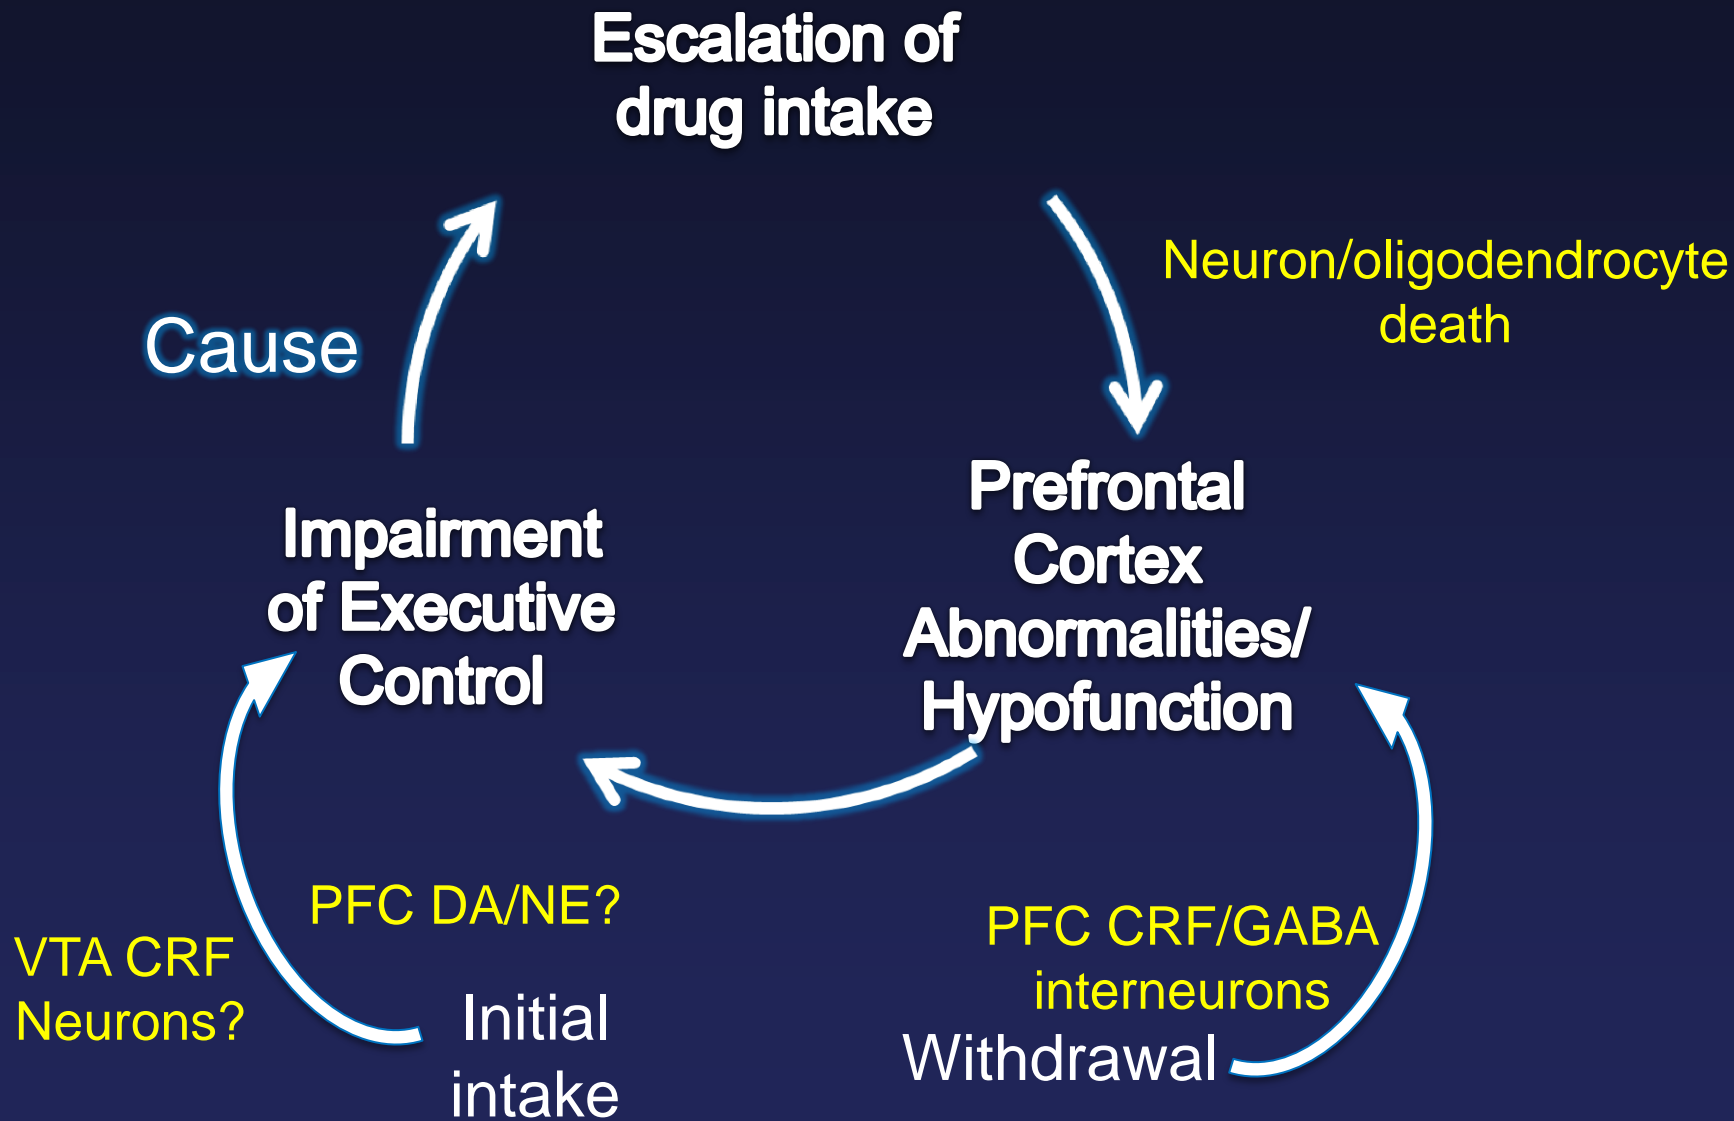 Escalation of
drug intake
Neuron/oligodendrocyte
death
Cause
Prefrontal
Cortex
Abnormalities/
Hypofunction
Impairment
of Executive
Control
PFC DA/NE?
VTA CRF
Neurons?
Initial
intake
PFC CRF/GABA
interneurons
Withdrawal